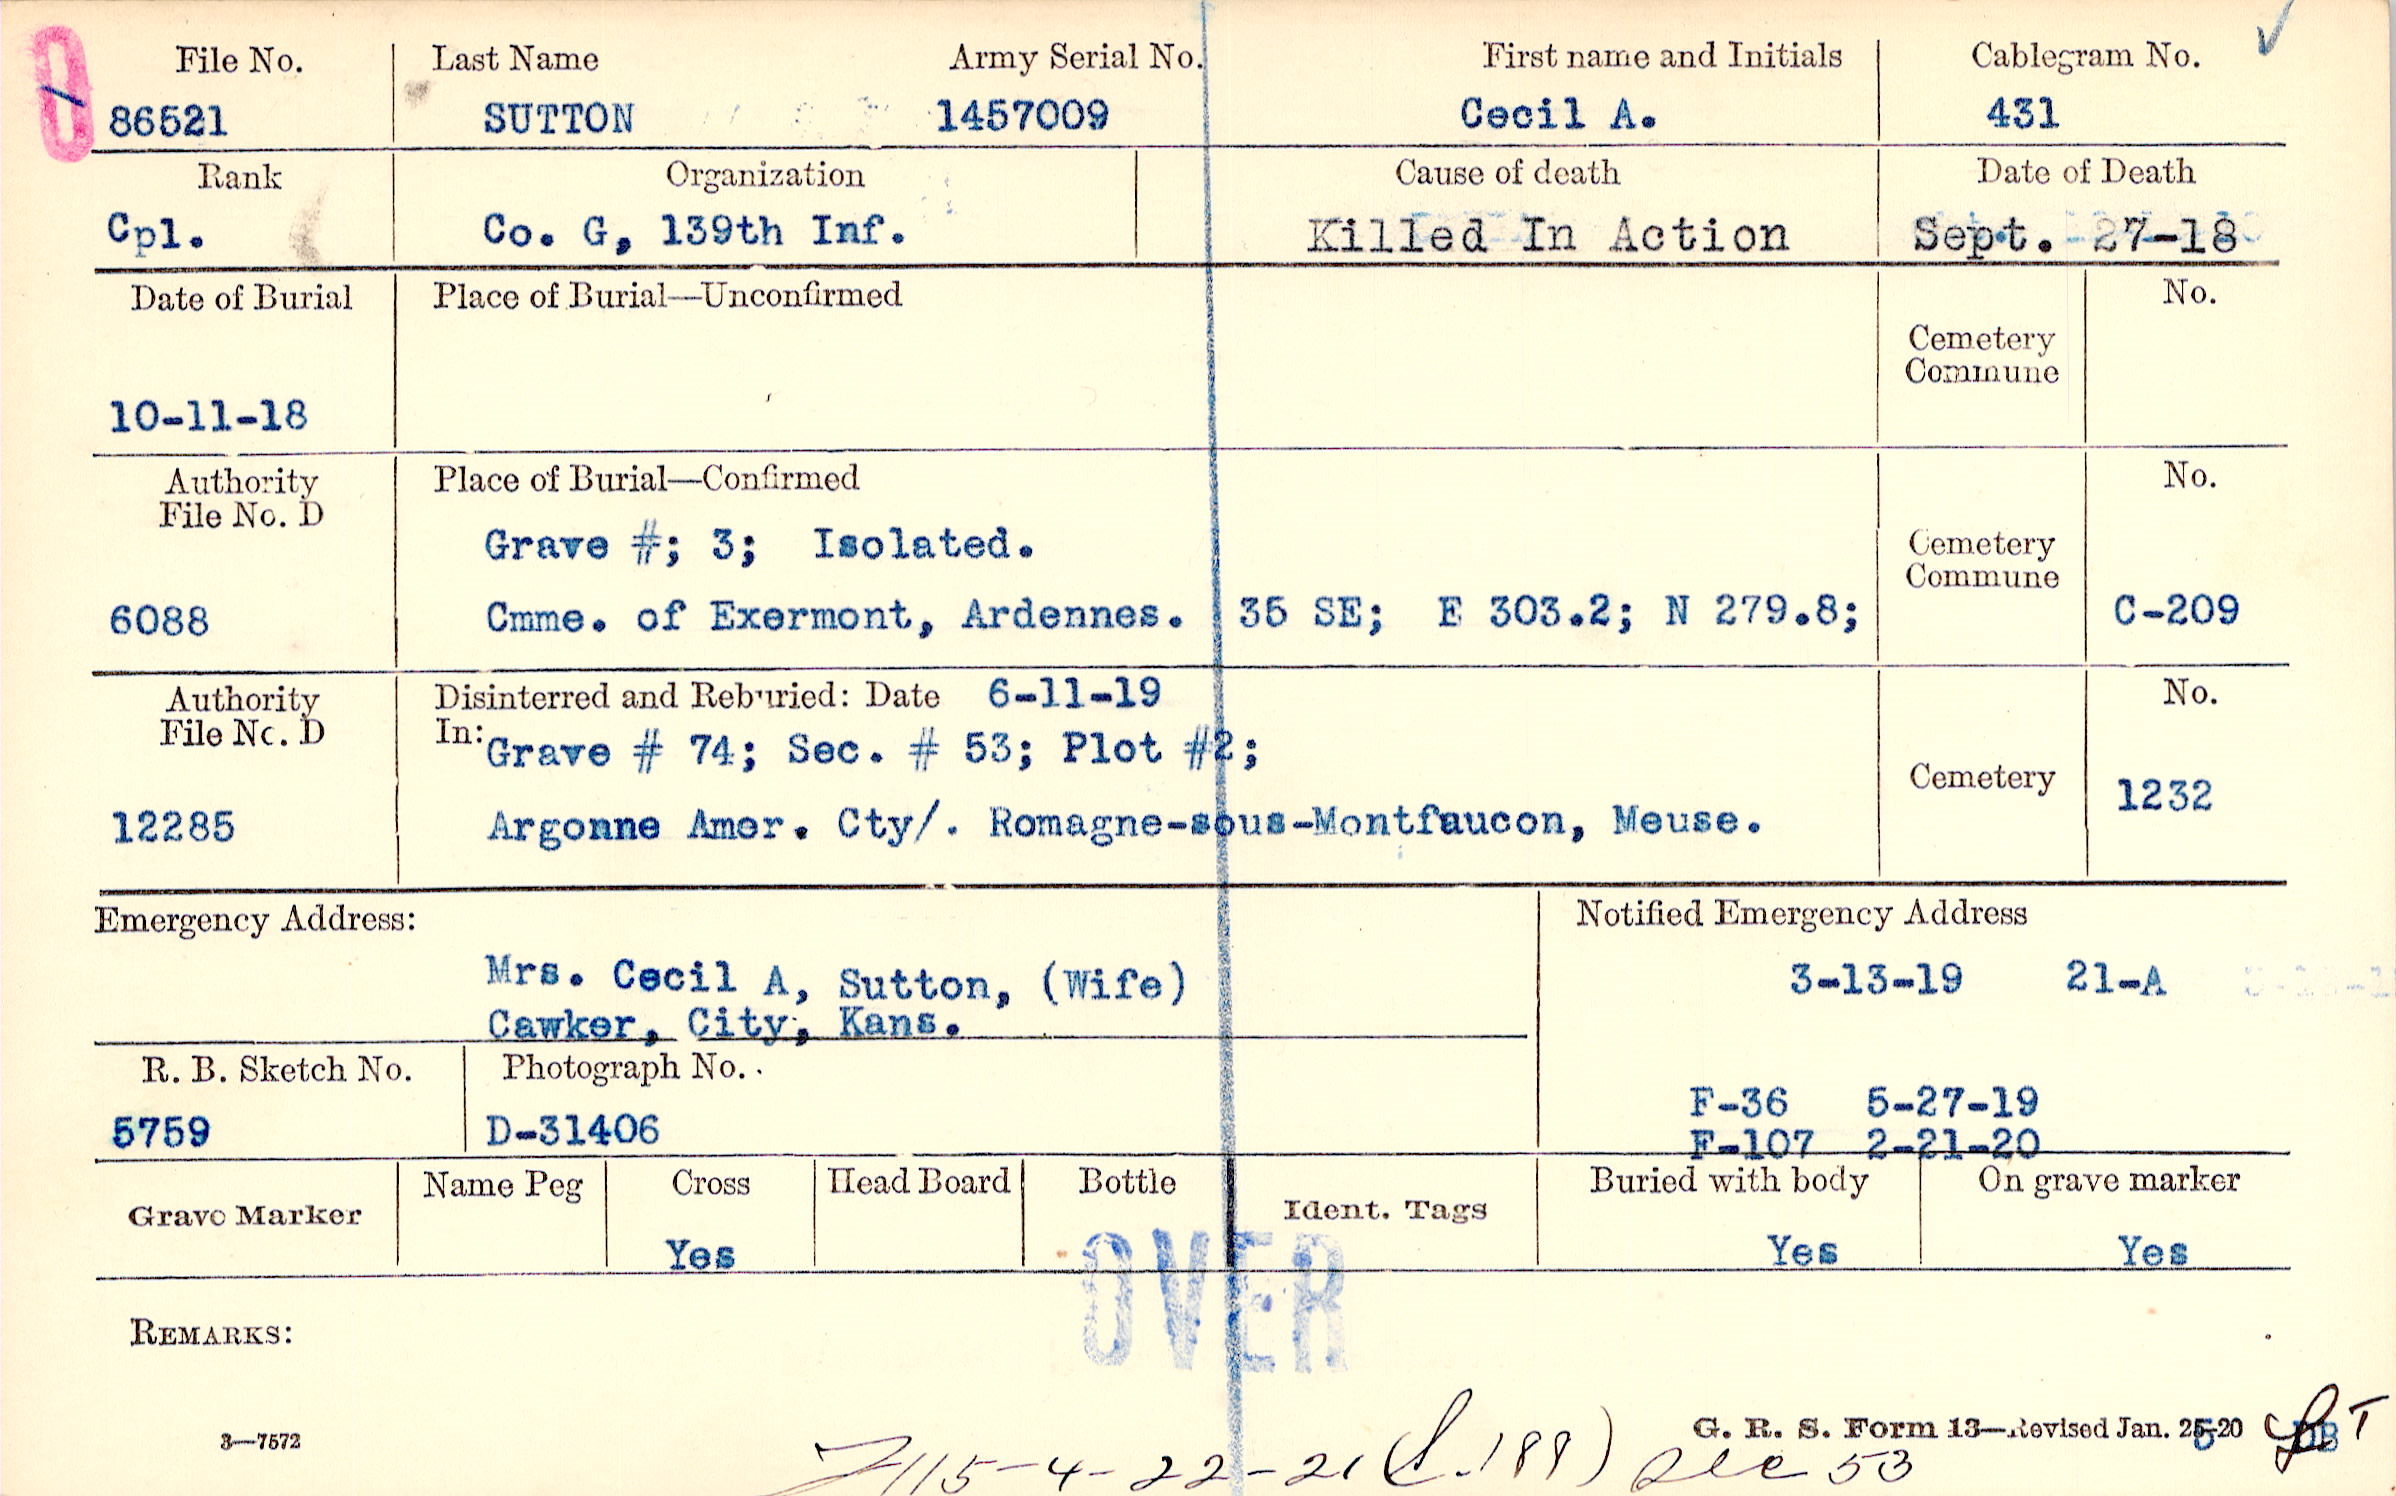 File No. Last Name Army Serial No. First name and Initials Cablegram No.
86521 SUTTON 1457009 Cecil A. 431
Rank Organization Cause of death Date of Death
Cpl. Co. G, 139th Inf. Killed In Action Sept. 27-18
Date of Burial Place of Burial—Unconfirmed No.
Cemetery
Commune
10-11-18
Authority Place of Burial—Confirmed No.
File No. D
Grave #; 3; Isolated. Cemetery
Commune
6088 Cmme. of Exermont, Ardennes. 35 SE; E 303.2; N 279.8; C-209
Authority Disinterred and Reburied: Date 6-11-19 No.
File No. D In: Grave # 74; Sec. # 53; Plot #2;
Cemetery 1232
12285 Argonne Amer. Cty/. Romagne-sous-Montfaucon, Meuse.
Emergency Address: Notified Emergency Address
Mrs. Cecil A, Sutton, (Wife) 3-13-19 21-A
Cawker, City, Kans.
R. B. Sketch No. Photograph No.
5759 D-31406 F-36 5-27-19
F-107 2-21-20
Grave Marker Name Peg Cross Head Board Bottle Ident. Tags Buried with body On grave marker
Yes Yes Yes
OVER
REMARKS:
3—7572 G. R. S. Form 13—Revised Jan. 25-20
115-4-22-21 (S.188) Sec 53